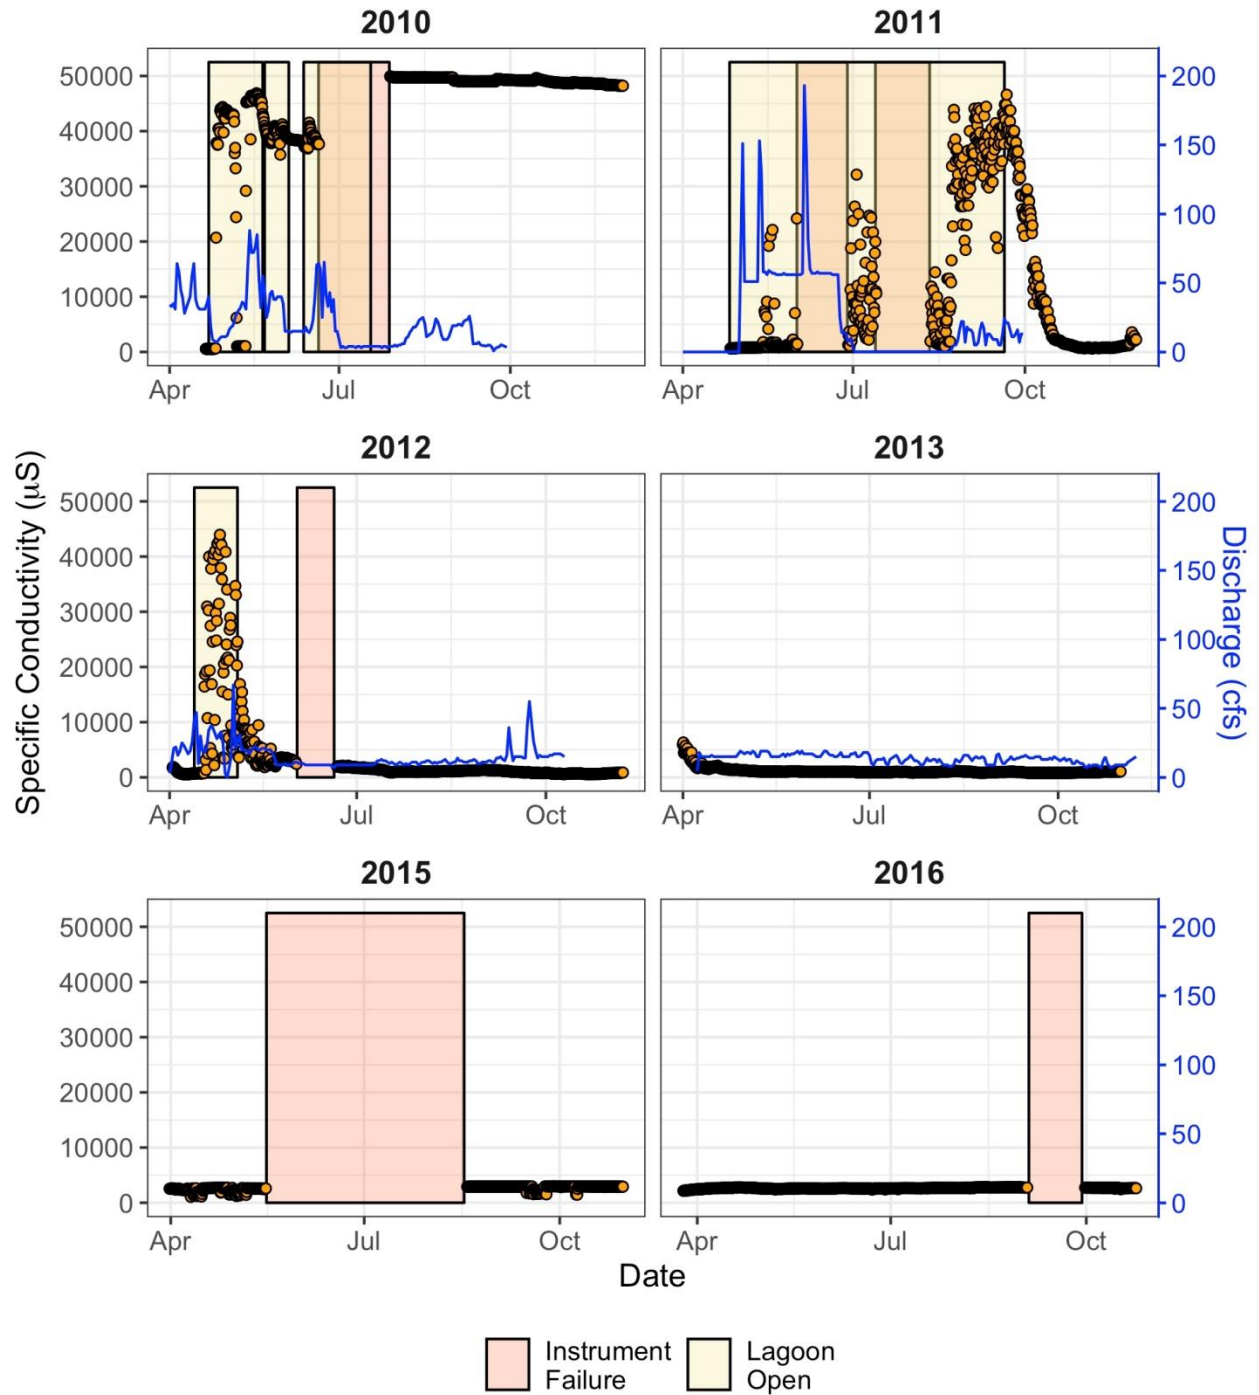 2010 2011
50000 200
40000 150
30000
20000 100
10000 50
0 0
Apr Jul Oct Apr Jul Oct
2012 2013
50000 200
40000 150
30000
20000 100
10000 50
0 0
Apr Jul Oct Apr Jul Oct
Specific Conductivity (μS)
Discharge (cfs)
2015 2016
50000 200
40000 150
30000
20000 100
10000 50
0 0
Apr Jul Oct Apr Jul Oct
Date
Instrument Lagoon
Failure Open